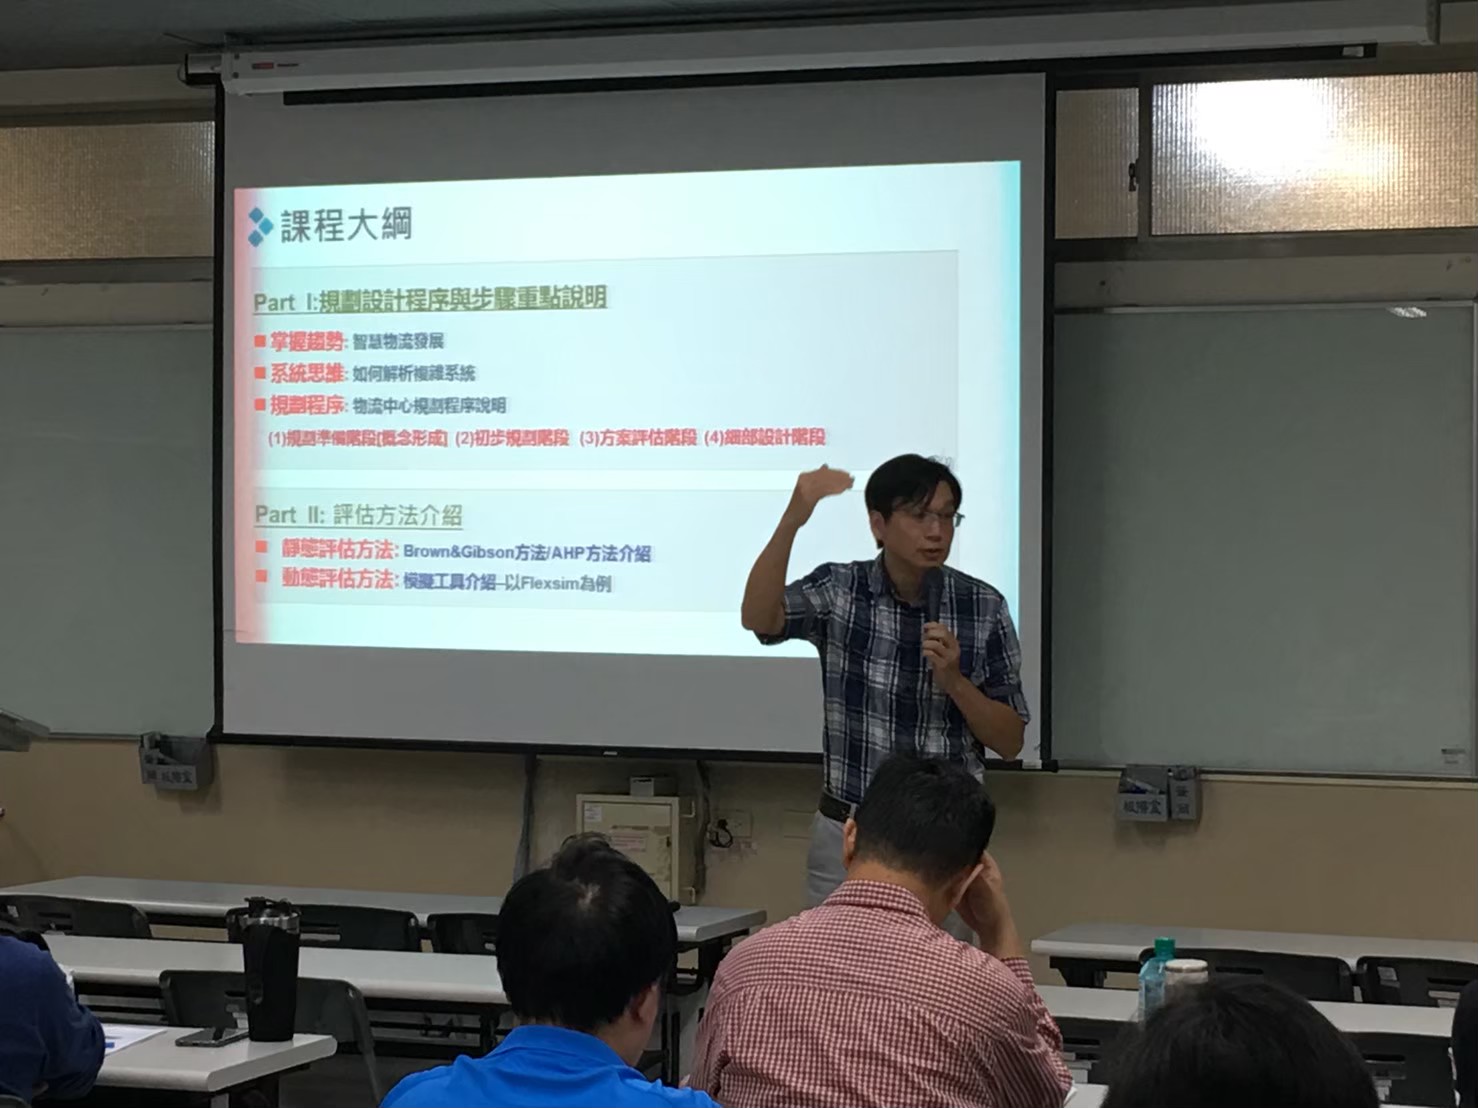 課程大綱
Part I:規劃設計程序與步驟重點說明
掌握趨勢: 智慧物流發展
系統思維: 如何解析複雜系統
規劃程序: 物流中心規劃程序說明
(1)規劃準備階段[概念形成] (2)初步規劃階段 (3)方案評估階段 (4)細部設計階段
Part II: 評估方法介紹
靜態評估方法: Brown&Gibson方法/AHP方法介紹
動態評估方法: 模擬工具介紹–以Flexsim為例
板擦盒
板擦盒